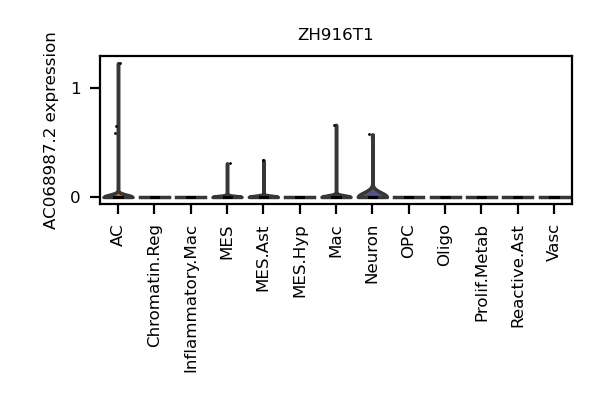 ZH916T1
AC068987.2 expression
1
0
AC
Chromatin.Reg
Inflammatory.Mac
MES
MES.Ast
MES.Hyp
Mac
Neuron
OPC
Oligo
Prolif.Metab
Reactive.Ast
Vasc